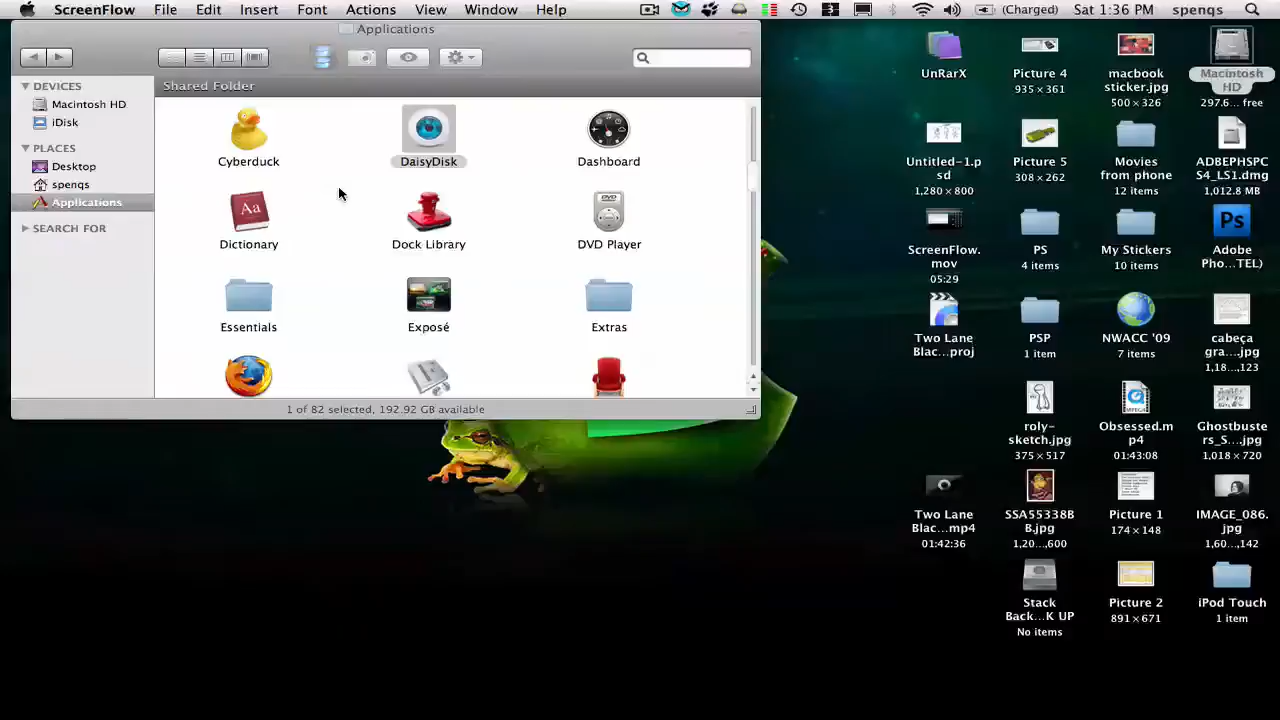 ScreenFlow File Edit Insert Font Actions View Window Help (Charged) Sat 1:36 PM spenqs
Applications
DEVICES
Macintosh HD
iDisk
PLACES
Desktop
spenqs
Applications
SEARCH FOR
Shared Folder
Cyberduck DaisyDisk Dashboard
Aa
DVD
Dictionary Dock Library DVD Player
Essentials Exposé Extras
1 of 82 selected, 192.92 GB available
UnRarX
Picture 4
935 × 361
macbook
sticker.jpg
500 × 326
Macintosh
HD
297.6... free
Untitled-1.p
sd
1,280 × 800
Picture 5
308 × 262
Movies
from phone
12 items
ADBEPHSPC
S4_LS1.dmg
1,012.8 MB
ScreenFlow.
mov
05:29
PS
4 items
My Stickers
10 items
Ps
Adobe
Pho...TEL)
Two Lane
Blac....proj
PSP
1 item
NWACC '09
7 items
cabeça
gra....jpg
1,18...,123
roly-
sketch.jpg
375 × 517
MPEG4
Obsessed.m
p4
01:43:08
Ghostbuste
rs_S....jpg
1,018 × 720
Two Lane
Blac...mp4
01:42:36
SSA55338B
B.jpg
1,20...,600
Picture 1
174 × 148
IMAGE_086.
jpg
1,60...,142
Stack
Back...K UP
No items
Picture 2
891 × 671
iPod Touch
1 item